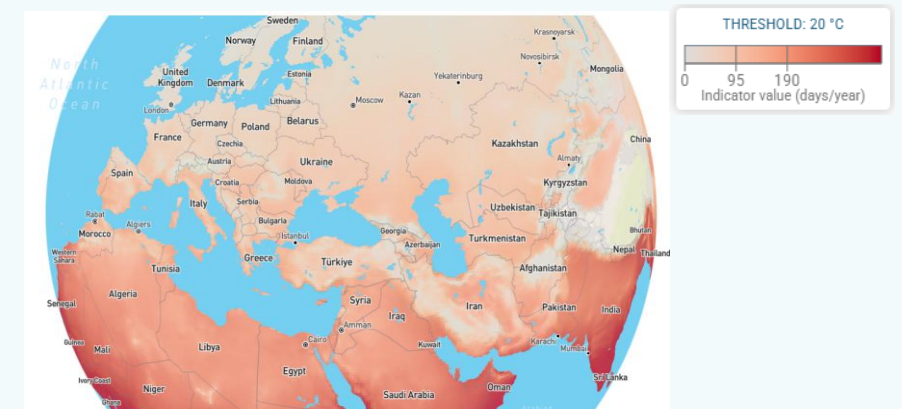 THRESHOLD: 20 °C
0 95 190
Indicator value (days/year)
Sweden
Norway
Finland
Krasnoyarsk
Novosibirsk
North
Atlantic
Ocean
United
Kingdom
Denmark
Estonia
Yekaterinburg
Mongolia
London
Lithuania
Moscow
Kazan
Germany
Poland
Belarus
France
Czechia
Kazakhstan
China
Austria
Ukraine
Almaty
Spain
Croatia
Moldova
Kyrgyzstan
Italy
Serbia
Uzbekistan
Tajikistan
Rabat
Algiers
Bulgaria
Morocco
Istanbul
Georgia
Azerbaijan
Turkmenistan
Bhutan
Western
Sahara
Tunisia
Greece
Türkiye
Afghanistan
Nepal
Thailand
Senegal
Algeria
Syria
Iraq
Iran
Pakistan
India
Amman
Guinea
Mali
Libya
Cairo
Kuwait
Karachi
Mumbai
Ivory Coast
Niger
Egypt
Saudi Arabia
Oman
Sri Lanka
Ghana